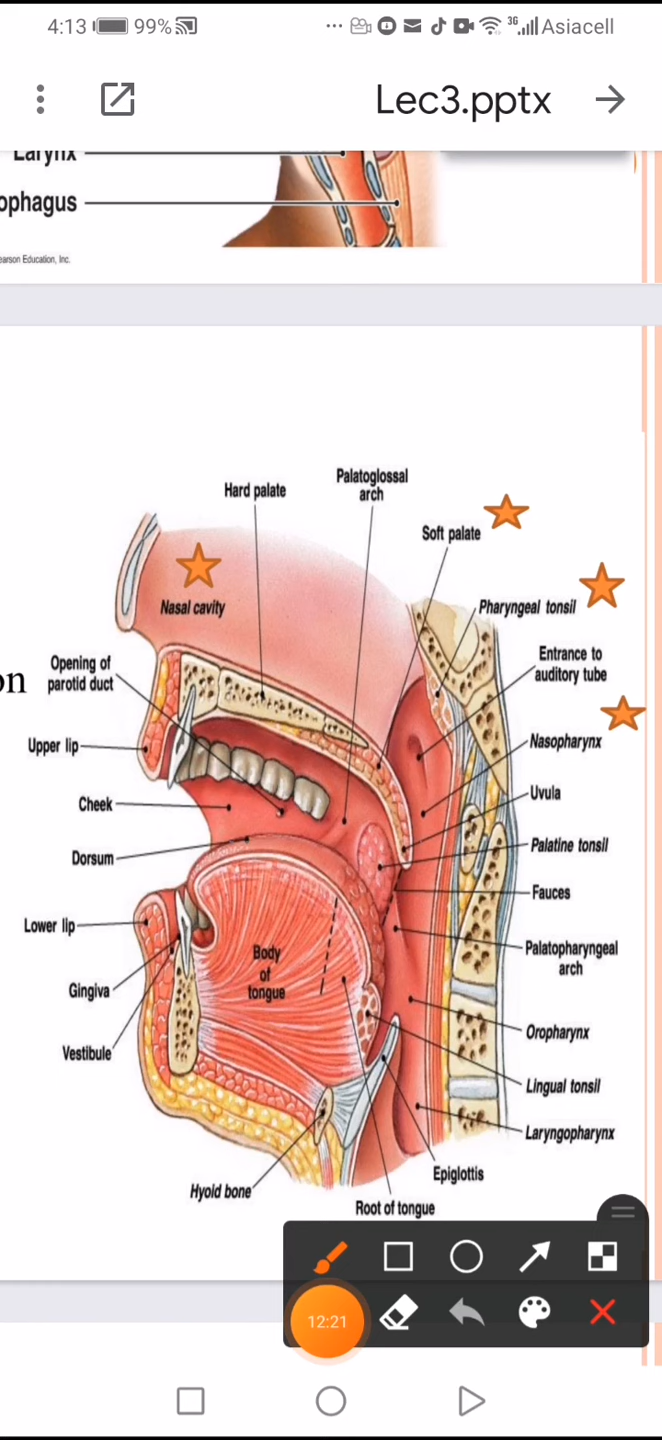 4:13
99%
3G
Asiacell
Lec3.pptx
Larynx
ophagus
earson Education, Inc.
Palatoglossal
arch
Hard palate
Soft palate
Nasal cavity
Pharyngeal tonsil
on
Opening of
parotid duct
Entrance to
auditory tube
Upper lip
Nasopharynx
Cheek
Uvula
Dorsum
Palatine tonsil
Fauces
Lower lip
Body
of
tongue
Palatopharyngeal
arch
Gingiva
Oropharynx
Vestibule
Lingual tonsil
Laryngopharynx
Epiglottis
Hyoid bone
Root of tongue
12:21